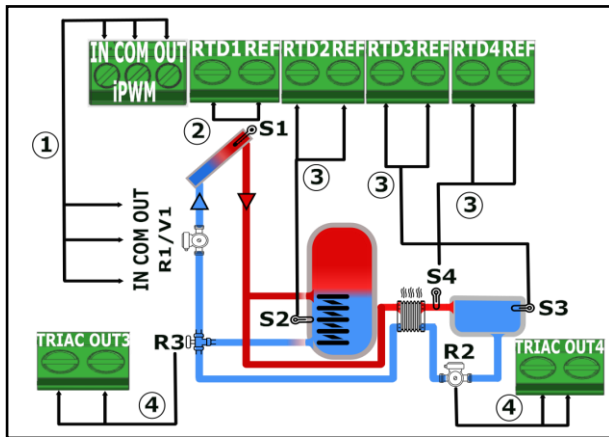 IN COM OUT
iPWM
RTD1 REF
RTD2 REF
RTD3 REF
RTD4 REF
S1
②
①
③
③
③
IN COM OUT
R1/V1
S4
S2
S3
R3
R2
TRIAC OUT3
TRIAC OUT4
④
④